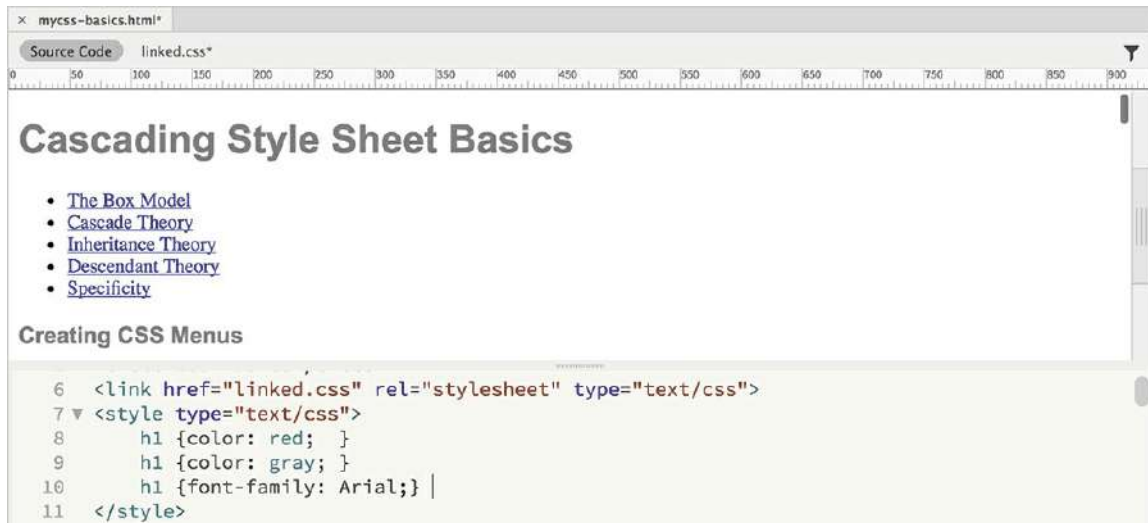 × mycss-basics.html*
Source Code linked.css*
0 50 100 150 200 250 300 350 400 450 500 550 600 650 700 750 800 850 900
Cascading Style Sheet Basics
• The Box Model
• Cascade Theory
• Inheritance Theory
• Descendant Theory
• Specificity
Creating CSS Menus
6 <link href="linked.css" rel="stylesheet" type="text/css">
7 ▼ <style type="text/css">
8 h1 {color: red; }
9 h1 {color: gray; }
10 h1 {font-family: Arial;}
11 </style>